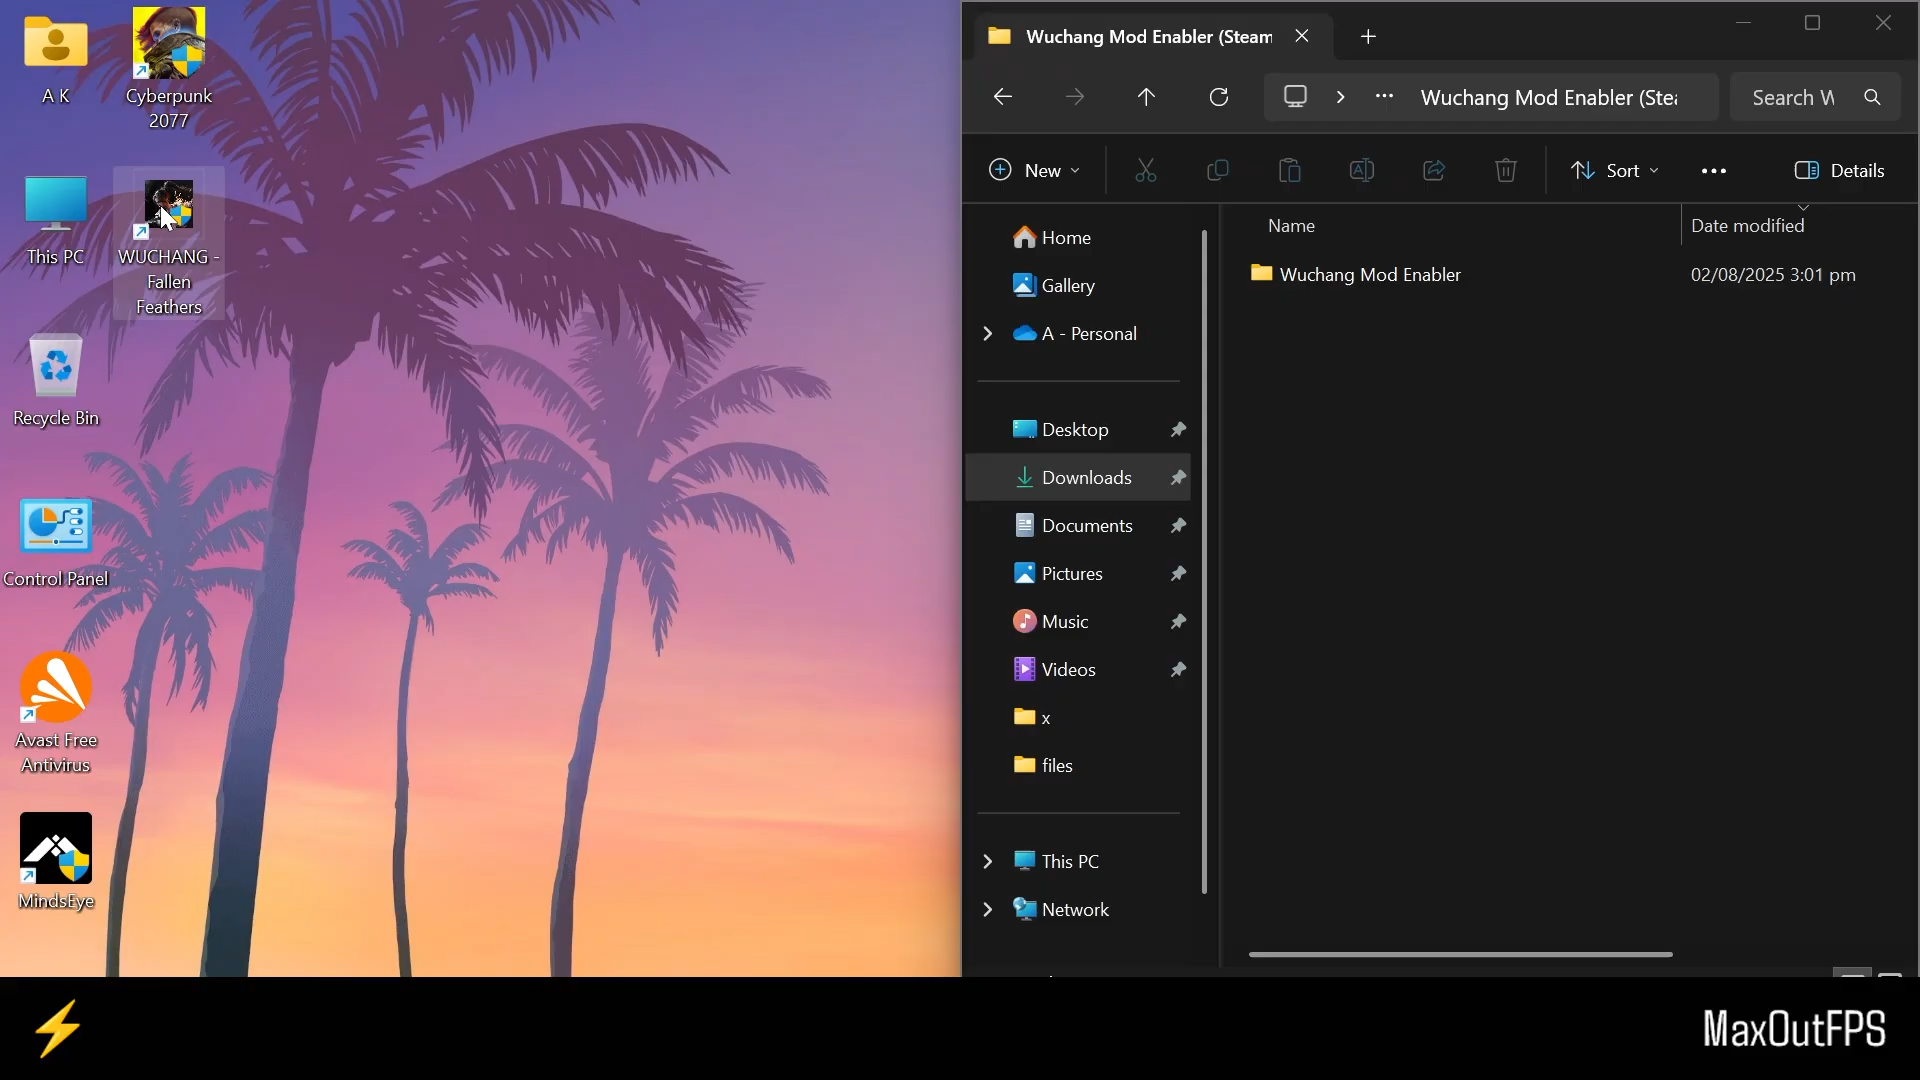 A K
Cyberpunk
2077
This PC
WUCHANG -
Fallen
Feathers
Recycle Bin
Control Panel
Avast Free
Antivirus
MindsEye
Wuchang Mod Enabler (Steam
Wuchang Mod Enabler (Stea
Search W
New
Sort
Details
Name
Date modified
Wuchang Mod Enabler
02/08/2025 3:01 pm
Home
Gallery
A - Personal
Desktop
Downloads
Documents
Pictures
Music
Videos
x
files
This PC
Network
MaxOutFPS